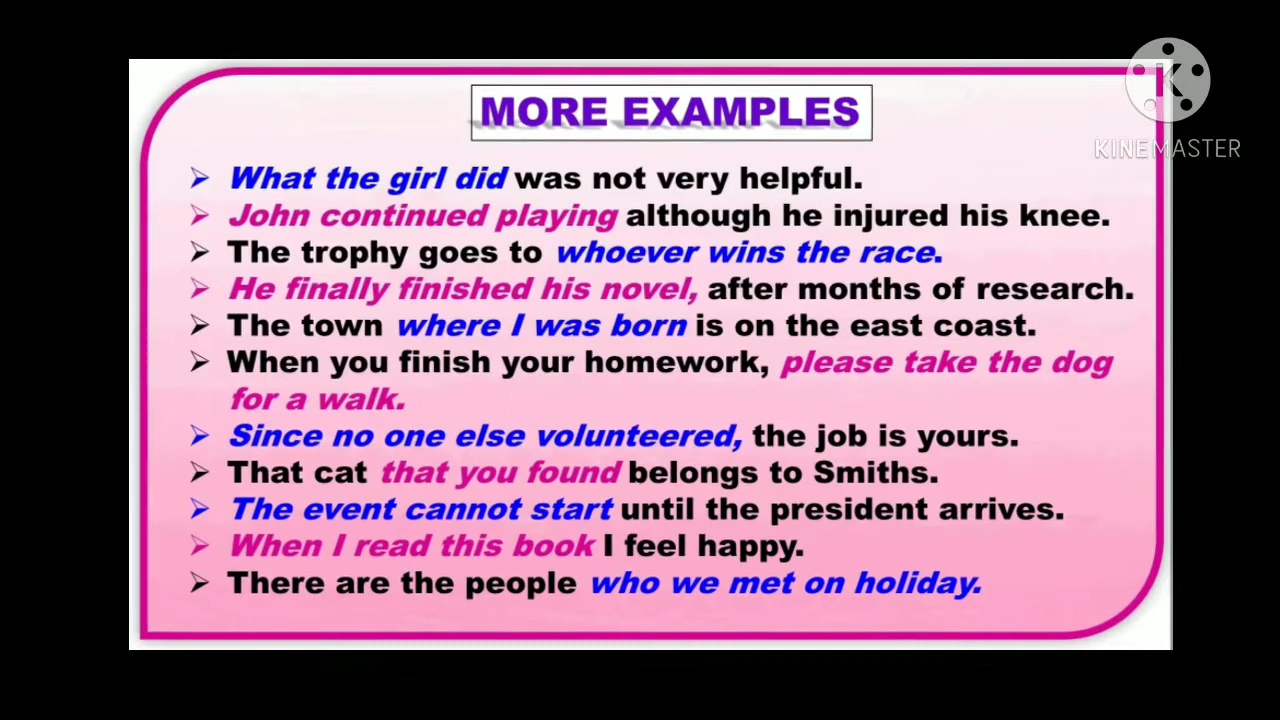 MORE EXAMPLES
KINEMASTER
What the girl did was not very helpful.
John continued playing although he injured his knee.
The trophy goes to whoever wins the race.
He finally finished his novel, after months of research.
The town where I was born is on the east coast.
When you finish your homework, please take the dog
for a walk.
Since no one else volunteered, the job is yours.
That cat that you found belongs to Smiths.
The event cannot start until the president arrives.
When I read this book I feel happy.
There are the people who we met on holiday.